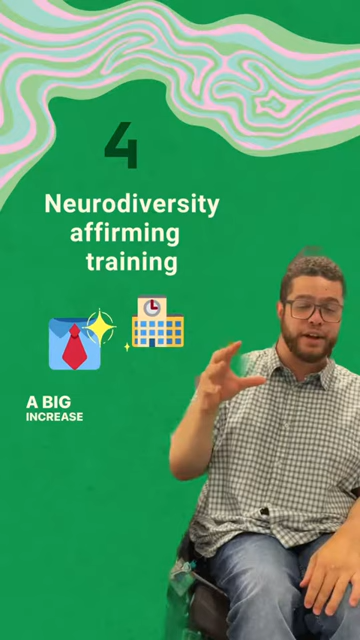 4
Neurodiversity
affirming
training
A BIG
INCREASE